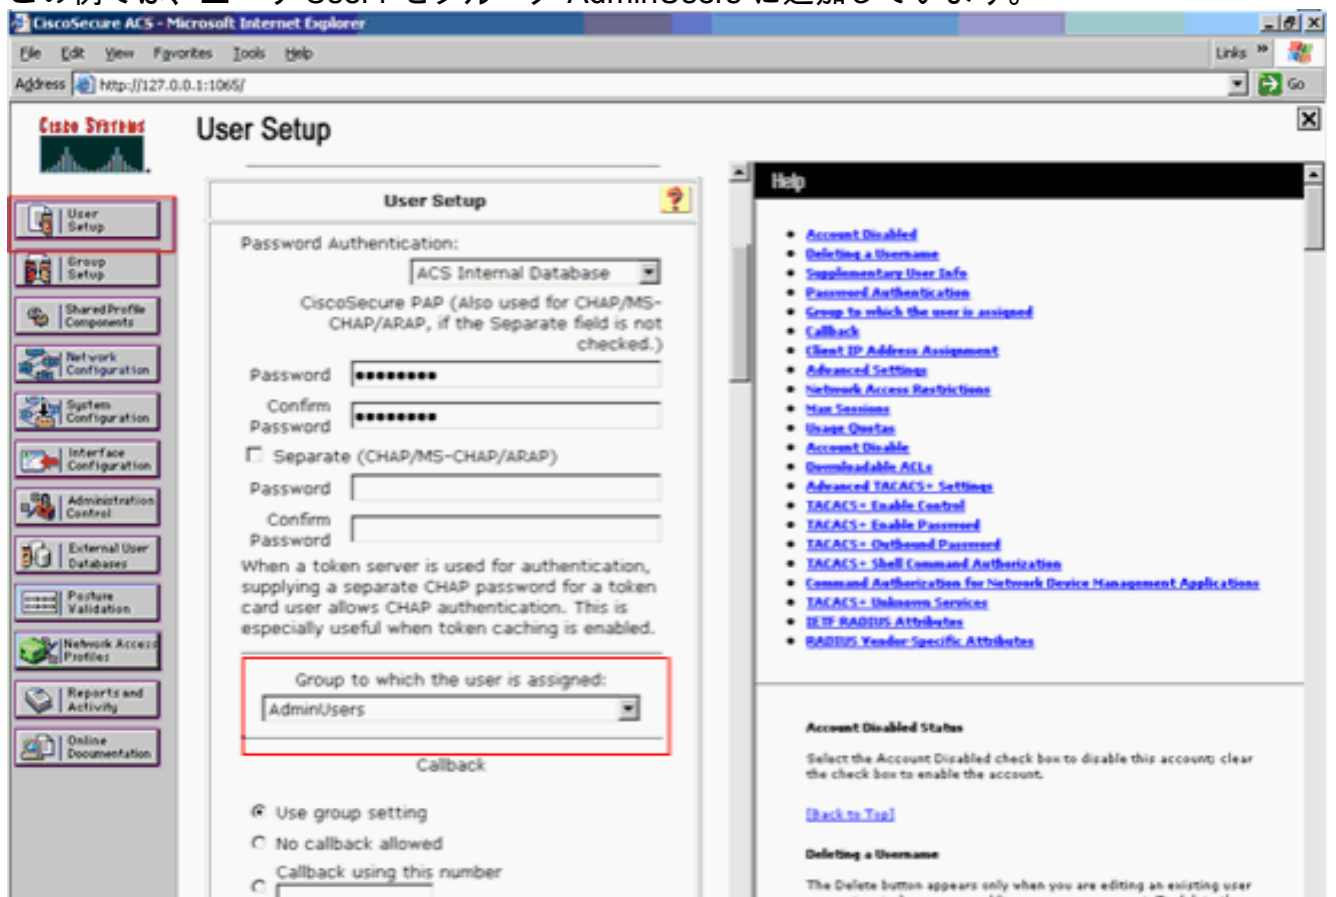 CiscoSecure ACS - Microsoft Internet Explorer
File Edit View Favorites Tools Help
Links »
Address http://127.0.0.1:1065/
Go
Cisco Systems
User Setup
User Setup
Group Setup
Shared Profile Components
Network Configuration
System Configuration
Interface Configuration
Administration Control
External User Databases
Posture Validation
Network Access Profiles
Reports and Activity
Online Documentation
User Setup
Password Authentication:
ACS Internal Database
CiscoSecure PAP (Also used for CHAP/MS-
CHAP/ARAP, if the Separate field is not
checked.)
Password ●●●●●●●●
Confirm
Password ●●●●●●●●
Separate (CHAP/MS-CHAP/ARAP)
Password
Confirm
Password
When a token server is used for authentication,
supplying a separate CHAP password for a token
card user allows CHAP authentication. This is
especially useful when token caching is enabled.
Group to which the user is assigned:
AdminUsers
Callback
Use group setting
No callback allowed
Callback using this number
Help
Account Disabled
Deleting a Username
Supplementary User Info
Password Authentication
Group to which the user is assigned
Callback
Client IP Address Assignment
Advanced Settings
Network Access Restrictions
Max Sessions
Usage Quotas
Account Disable
Downloadable ACLs
Advanced TACACS+ Settings
TACACS+ Enable Control
TACACS+ Enable Password
TACACS+ Outbound Password
TACACS+ Shell Command Authorization
Command Authorization for Network Device Management Applications
TACACS+ Unknown Services
IETF RADIUS Attributes
RADIUS Vendor-Specific Attributes
Account Disabled Status
Select the Account Disabled check box to disable this account; clear
the check box to enable the account.
[Back to Top]
Deleting a Username
The Delete button appears only when you are editing an existing user